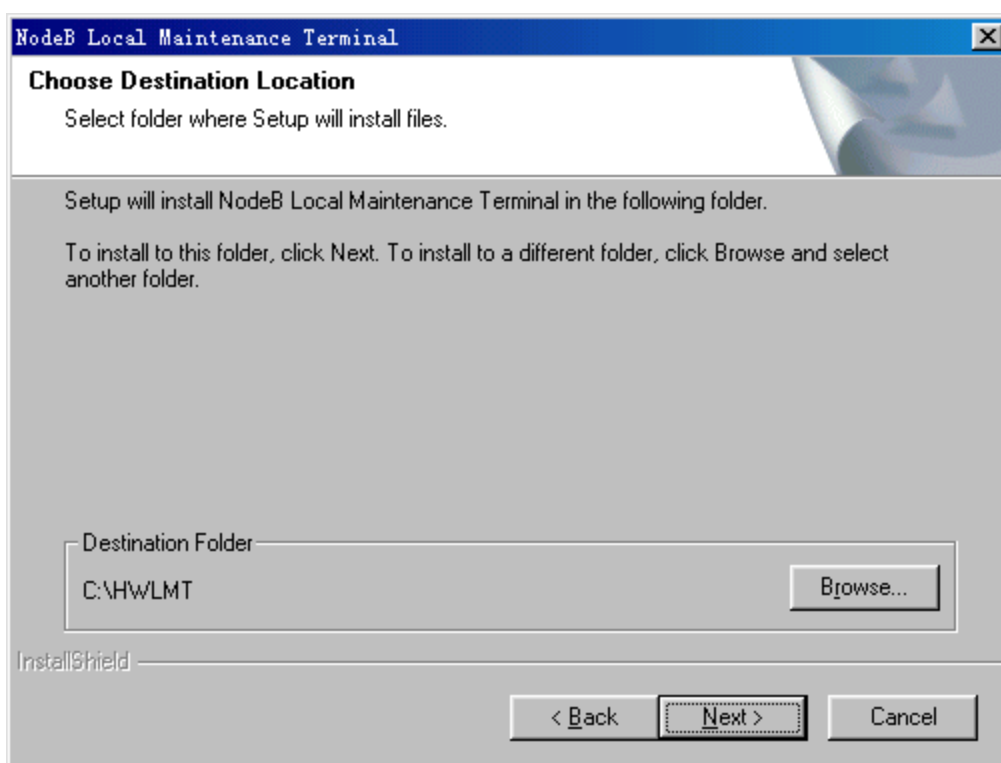 NodeB Local Maintenance Terminal
Choose Destination Location
Select folder where Setup will install files.
Setup will install NodeB Local Maintenance Terminal in the following folder.
To install to this folder, click Next. To install to a different folder, click Browse and select
another folder.
Destination Folder
C:\HWLMT
Browse...
InstallShield
< Back
Next >
Cancel